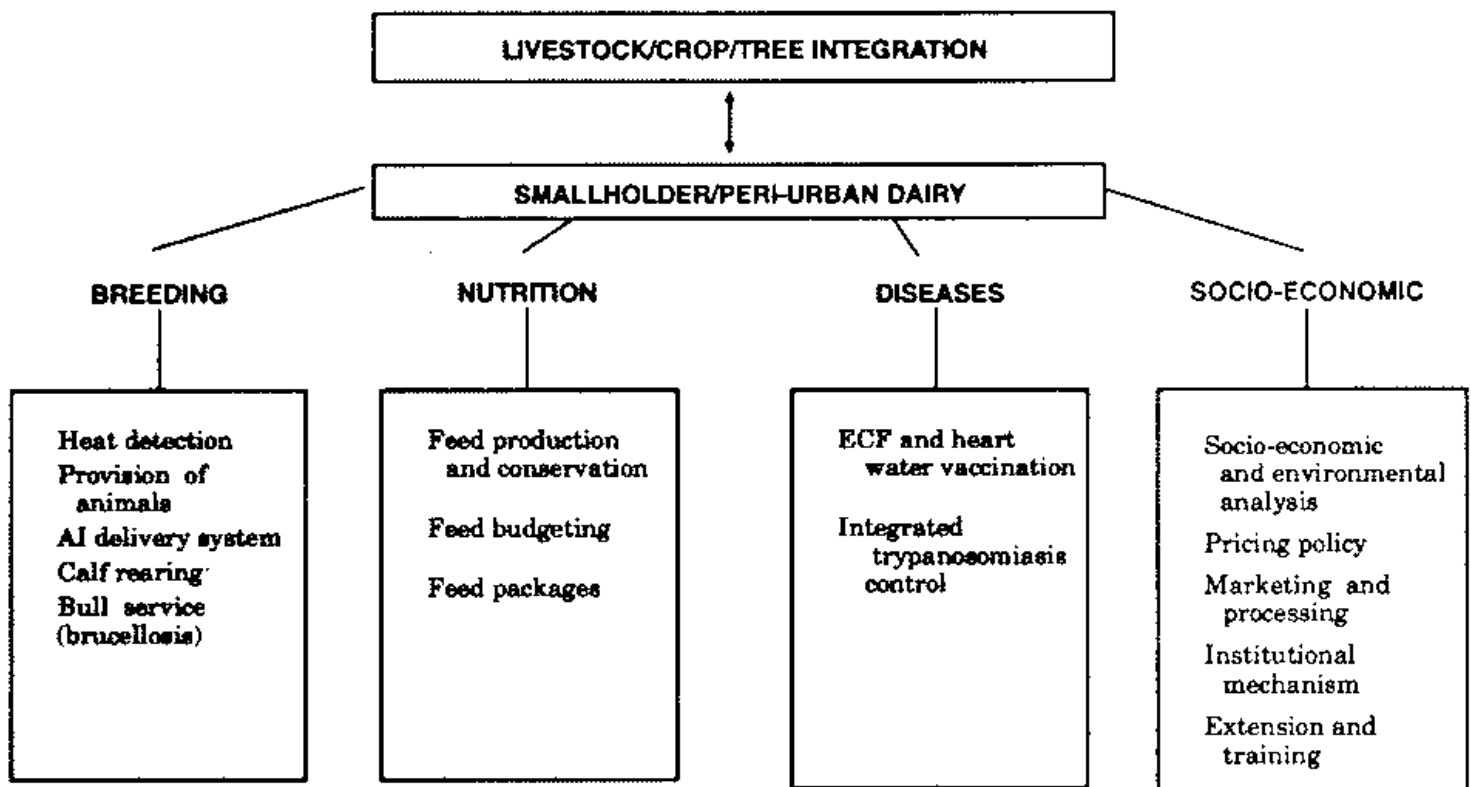 LIVESTOCK/CROP/TREE INTEGRATION
SMALLHOLDER/PERI-URBAN DAIRY
BREEDING
Heat detection
Provision of
animals
AI delivery system
Calf rearing
Bull service
(brucellosis)
NUTRITION
Feed production
and conservation
Feed budgeting
Feed packages
DISEASES
ECF and heart
water vaccination
Integrated
trypanosomiasis
control
SOCIO-ECONOMIC
Socio-economic
and environmental
analysis
Pricing policy
Marketing and
processing
Institutional
mechanism
Extension and
training